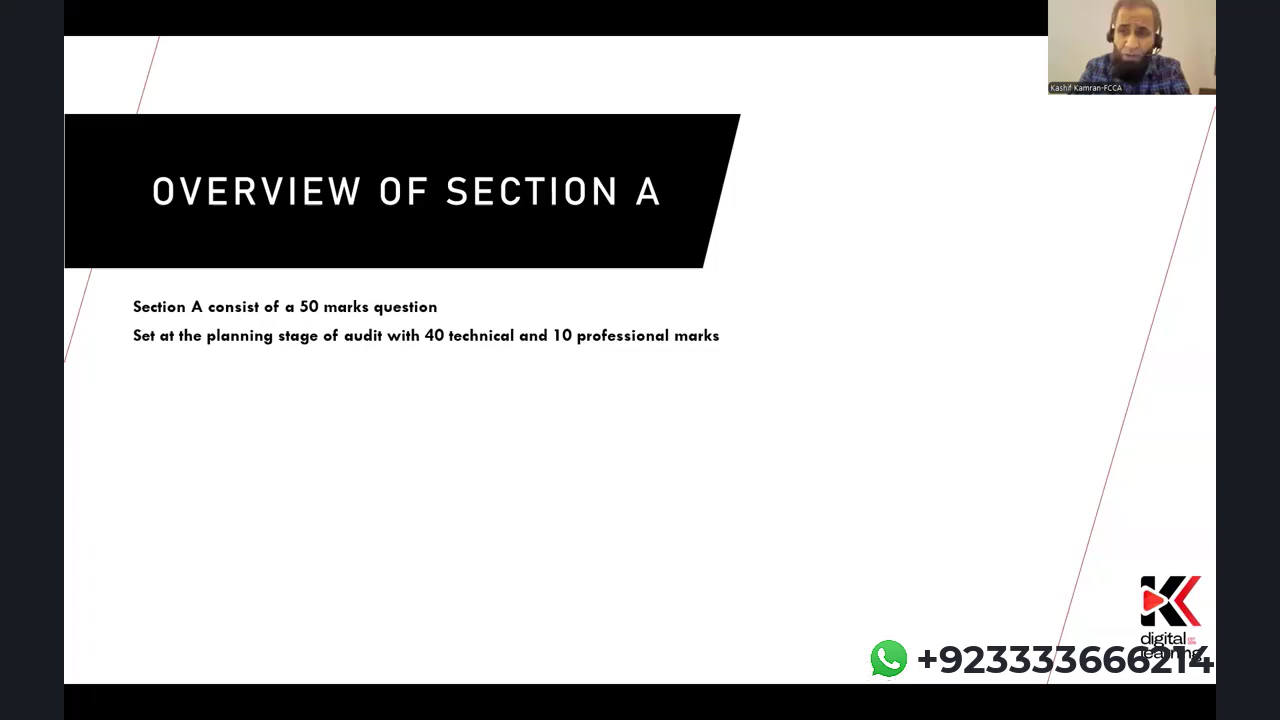 Kashif Kamran-FCCA
OVERVIEW OF SECTION A
Section A consist of a 50 marks question
Set at the planning stage of audit with 40 technical and 10 professional marks
digital
learning
+923333666214